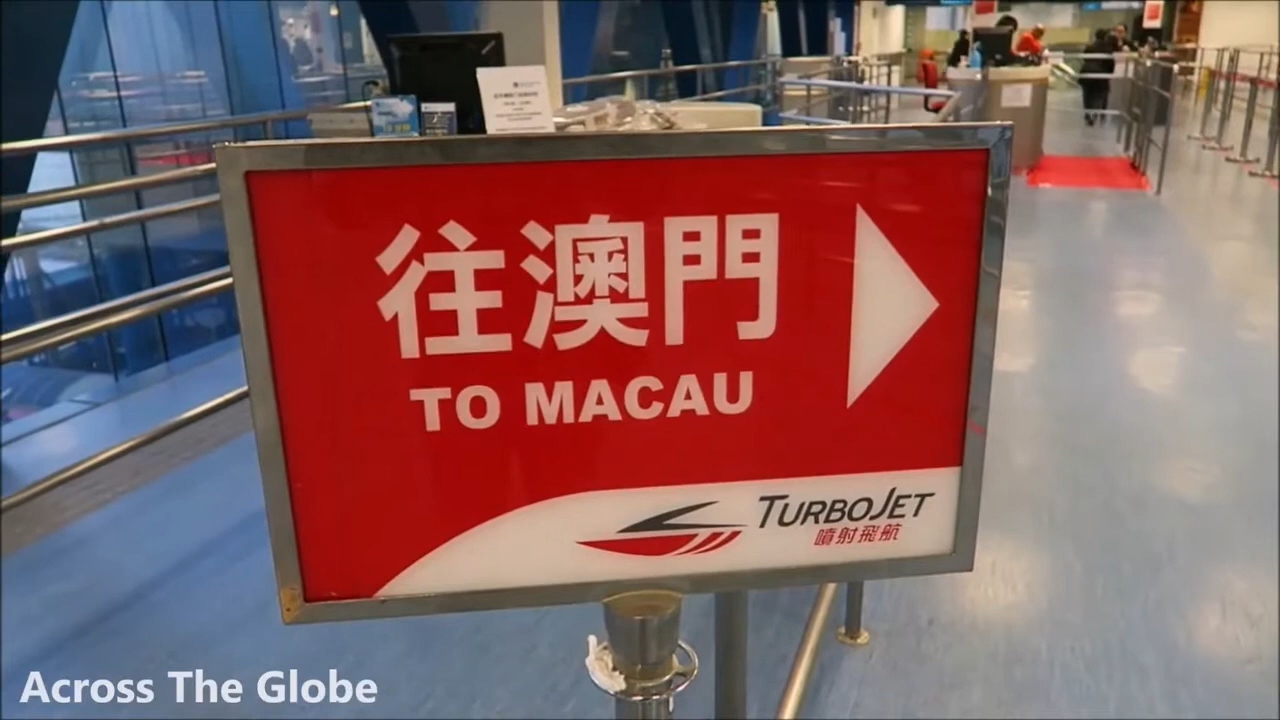 往澳門
TO MACAU
TURBOJET
噴射飛航
Across The Globe